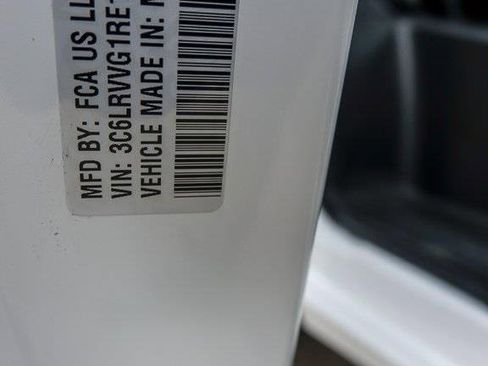 MFD BY: FCA US LL
VIN: 3C6LRVVG1RE
VEHICLE MADE IN: